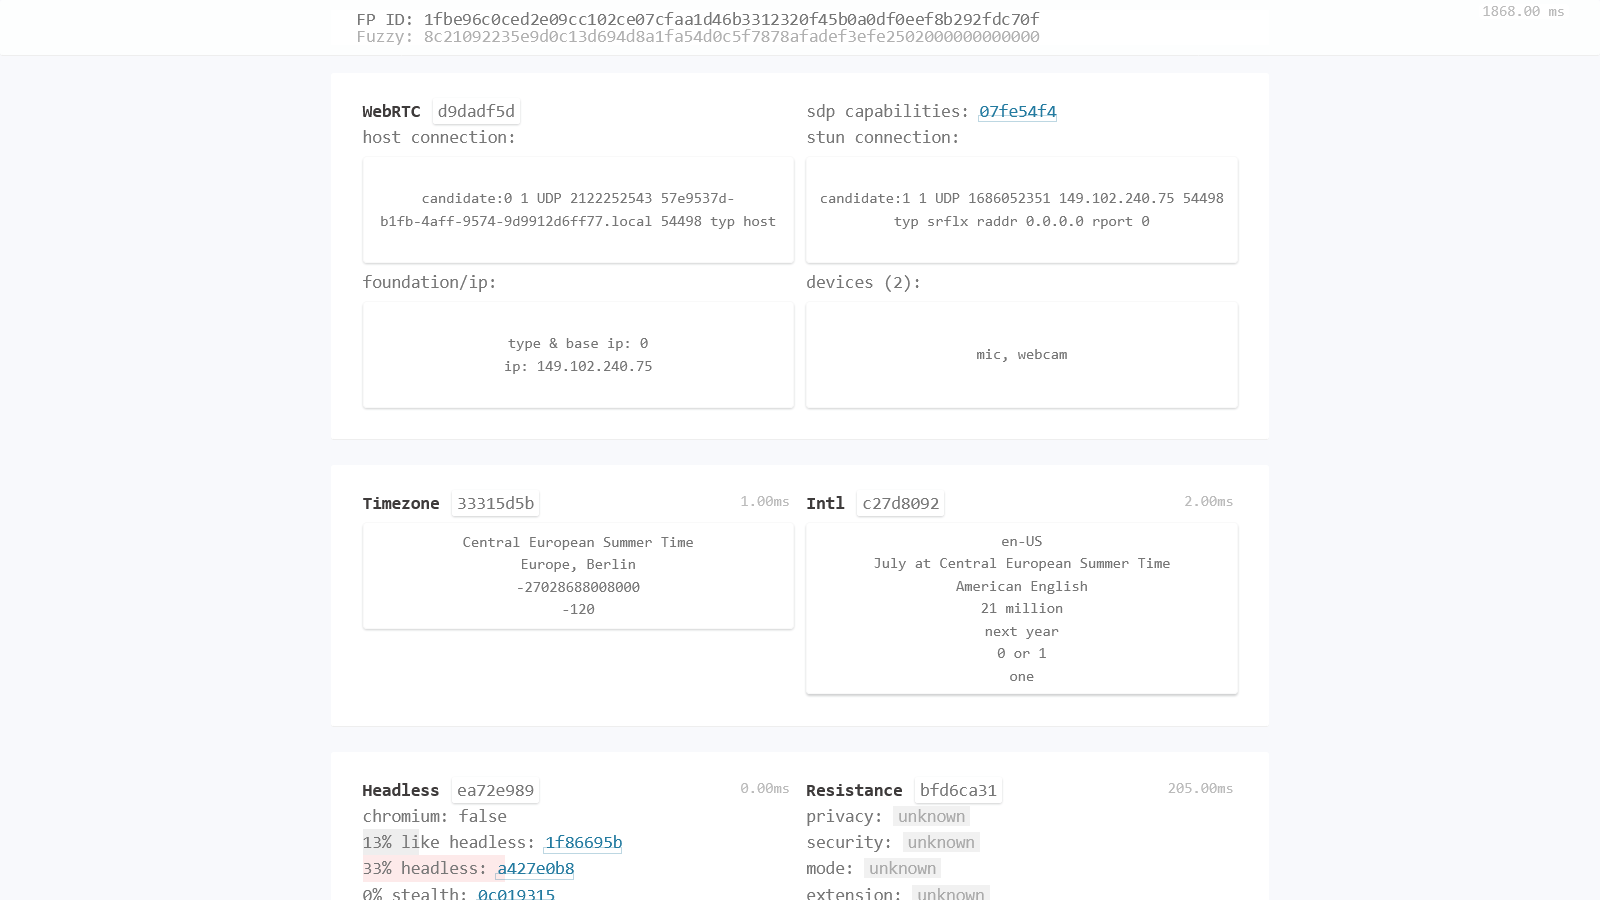 FP ID: 1fbe96c0ced2e09cc102ce07cfaa1d46b3312320f45b0a0df0eef8b292fdc70f
Fuzzy: 8c21092235e9d0c13d694d8a1fa54d0c5f7878afadef3efe2502000000000000
1868.00 ms
WebRTC d9dadf5d
host connection:
candidate:0 1 UDP 2122252543 57e9537d-
b1fb-4aff-9574-9d9912d6ff77.local 54498 typ host
foundation/ip:
type & base ip: 0
ip: 149.102.240.75
sdp capabilities: 07fe54f4
stun connection:
candidate:1 1 UDP 1686052351 149.102.240.75 54498
typ srflx raddr 0.0.0.0 rport 0
devices (2):
mic, webcam
Timezone 33315d5b 1.00ms
Central European Summer Time
Europe, Berlin
-27028688008000
-120
Intl c27d8092 2.00ms
en-US
July at Central European Summer Time
American English
21 million
next year
0 or 1
one
Headless ea72e989 0.00ms
chromium: false
13% like headless: 1f86695b
33% headless: a427e0b8
0% stealth: 0c019315
Resistance bfd6ca31 205.00ms
privacy: unknown
security: unknown
mode: unknown
extension: unknown